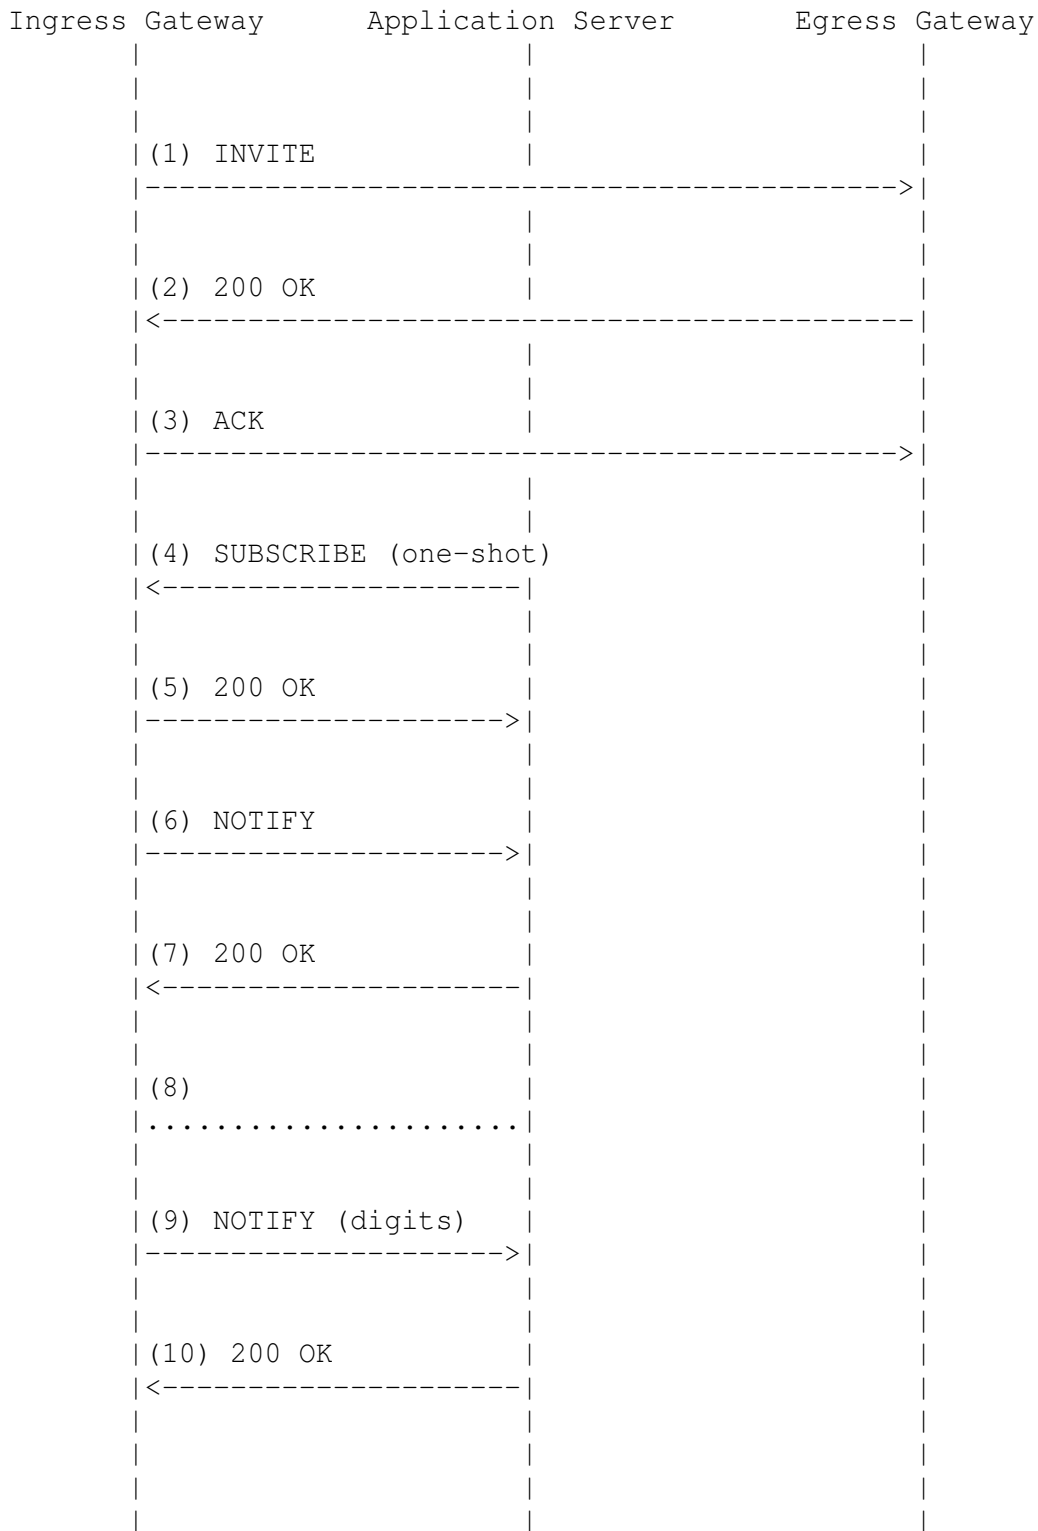 Ingress Gateway Application Server Egress Gateway
(1) INVITE
(2) 200 OK
(3) ACK
(4) SUBSCRIBE (one-shot)
(5) 200 OK
(6) NOTIFY
(7) 200 OK
(8)
......................
(9) NOTIFY (digits)
(10) 200 OK